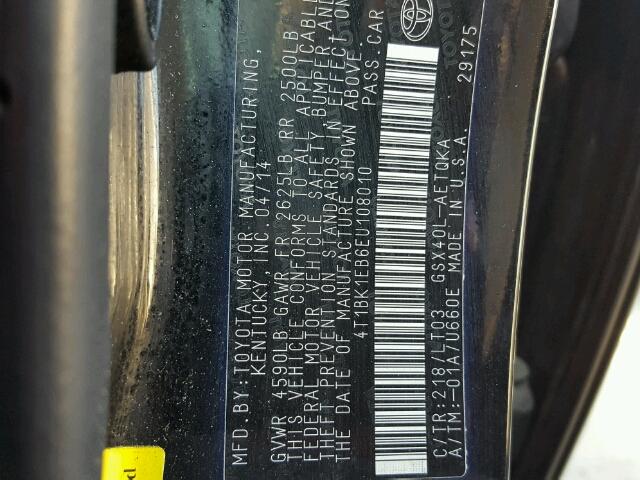 MFD. BY: TOYOTA MOTOR MANUFACTURING,
KENTUCKY, INC. 04/14
GVWR 4590LB GAWR FR 2625LB RR 2500LB
THIS VEHICLE CONFORMS TO ALL APPLICABLE
FEDERAL MOTOR VEHICLE SAFETY BUMPER AND
THEFT PREVENTION STANDARDS IN EFFECT ON
THE DATE OF MANUFACTURE SHOWN ABOVE.
4T1BK1EB6EU108010 PASS. CAR
C/TR:218/LT03 GSX40L-AETQKA
A/TM:-01A/U660E MADE IN U.S.A.
29175
TOYOTA